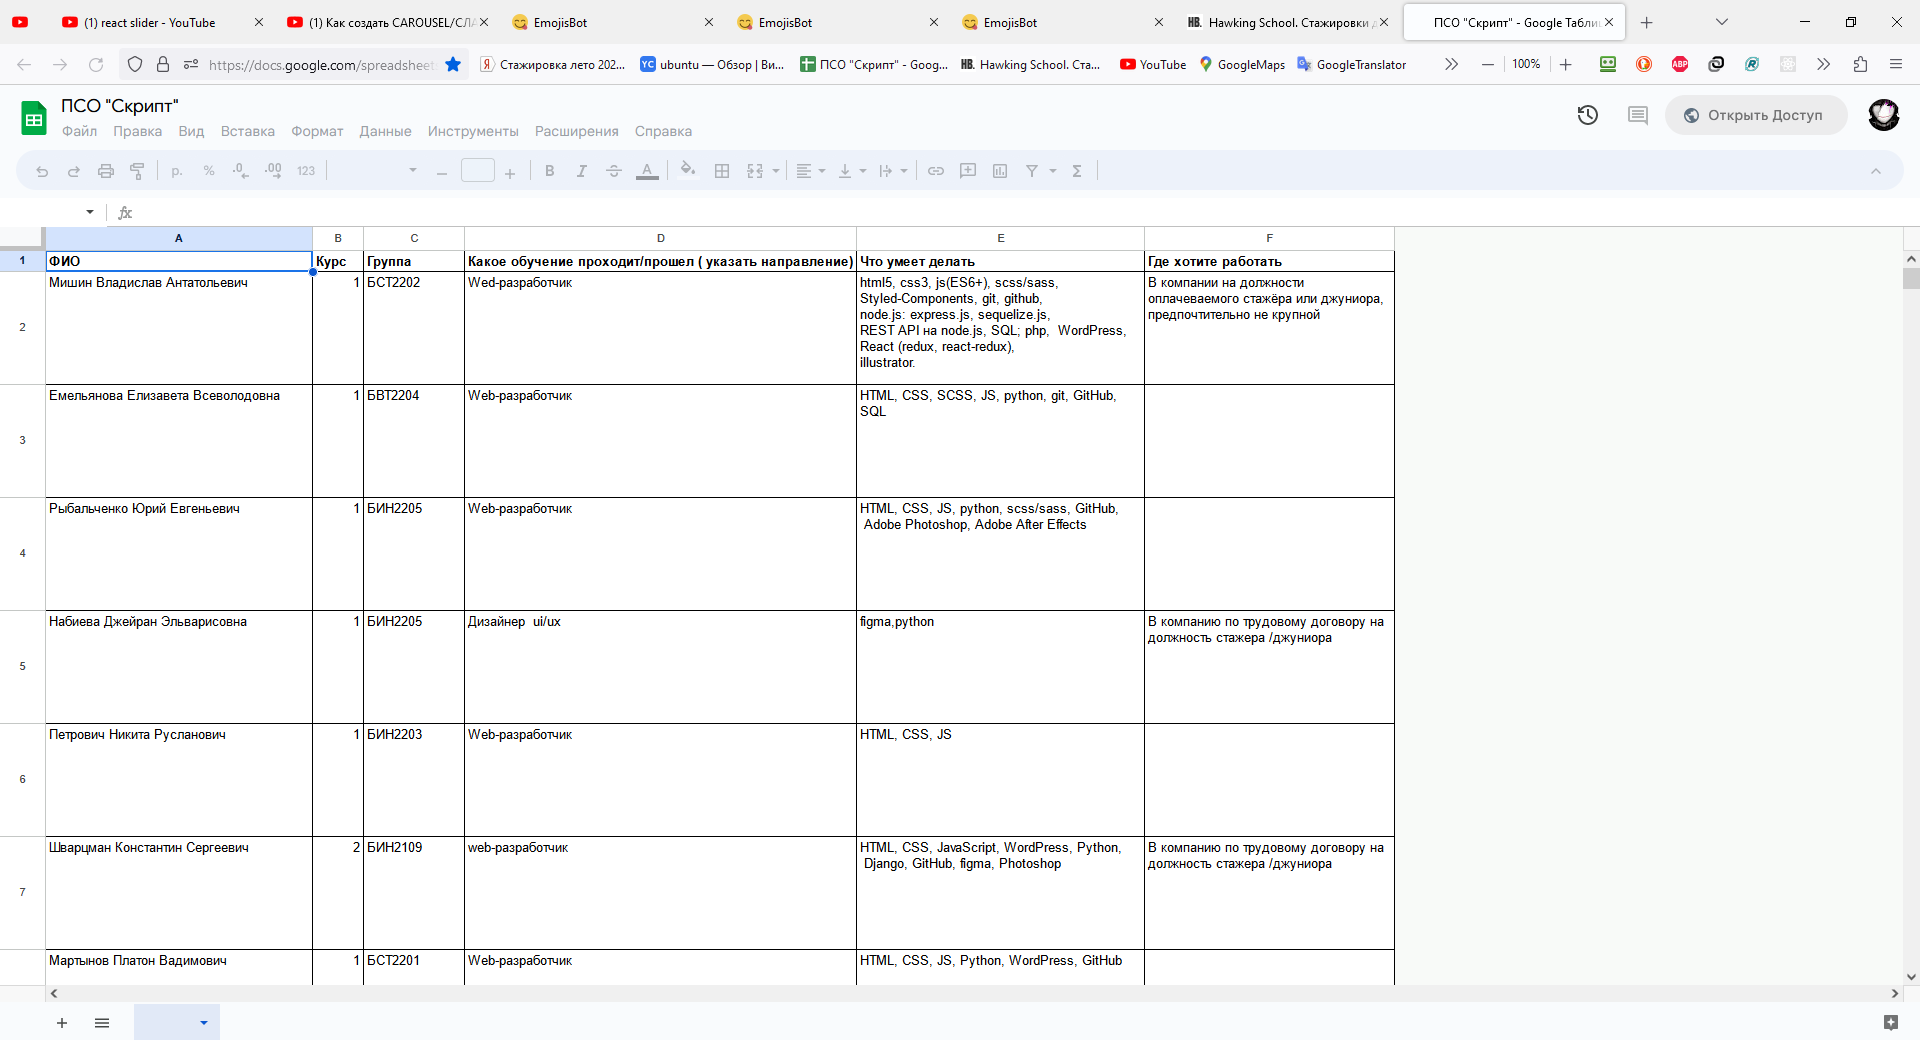 (1) react slider - YouTube
(1) Как создать CAROUSEL/СЛА
EmojisBot
EmojisBot
EmojisBot
HB. Hawking School. Стажировки д
ПСО "Скрипт" - Google Таблиц
https://docs.google.com/spreadsheet
Стажировка лето 202...
YC ubuntu — Обзор | Ви...
ПСО "Скрипт" - Goog...
HB. Hawking School. Ста...
YouTube
GoogleMaps
GoogleTranslator
100%
ABP
ПСО "Скрипт"
Файл Правка Вид Вставка Формат Данные Инструменты Расширения Справка
Открыть Доступ
р. % .0 .00 123
B I A Σ
fx
A B C D E F
1 ФИО Курс Группа Какое обучение проходит/прошел ( указать направление) Что умеет делать Где хотите работать
2
Мишин Владислав Антатольевич
1
БСТ2202
Wed-разработчик
html5, css3, js(ES6+), scss/sass,
Styled-Components, git, github,
node.js: express.js, sequelize.js,
REST API на node.js, SQL; php, WordPress,
React (redux, react-redux),
illustrator.
В компании на должности
оплачеваемого стажёра или джуниора,
предпочтительно не крупной
3
Емельянова Елизавета Всеволодовна
1
БВТ2204
Web-разработчик
HTML, CSS, SCSS, JS, python, git, GitHub,
SQL
4
Рыбальченко Юрий Евгеньевич
1
БИН2205
Web-разработчик
HTML, CSS, JS, python, scss/sass, GitHub,
Adobe Photoshop, Adobe After Effects
5
Набиева Джейран Эльварисовна
1
БИН2205
Дизайнер ui/ux
figma,python
В компанию по трудовому договору на
должность стажера /джуниора
6
Петрович Никита Русланович
1
БИН2203
Web-разработчик
HTML, CSS, JS
7
Шварцман Константин Сергеевич
2
БИН2109
web-разработчик
HTML, CSS, JavaScript, WordPress, Python,
Django, GitHub, figma, Photoshop
В компанию по трудовому договору на
должность стажера /джуниора
Мартынов Платон Вадимович
1
БСТ2201
Web-разработчик
HTML, CSS, JS, Python, WordPress, GitHub